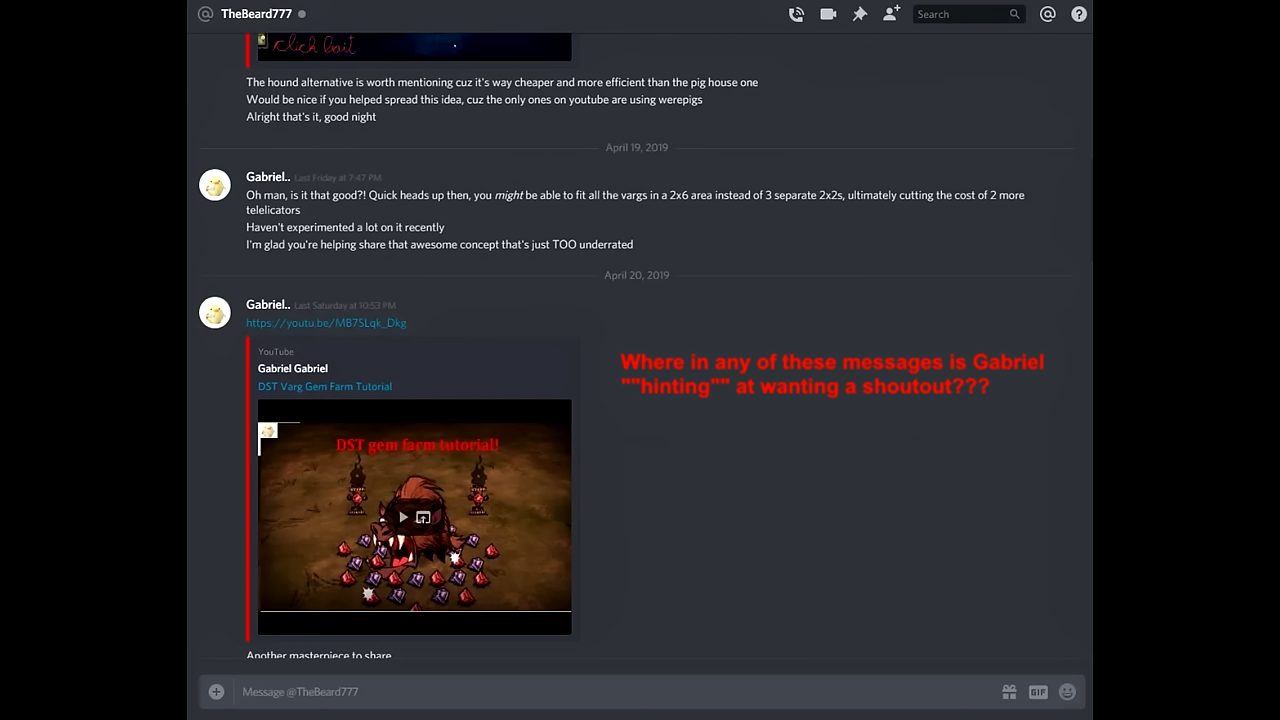 @ TheBeard777
Search
click bait
The hound alternative is worth mentioning cuz it's way cheaper and more efficient than the pig house one
Would be nice if you helped spread this idea, cuz the only ones on youtube are using werepigs
Alright that's it, good night
April 19, 2019
Gabriel.. Last Friday at 7:47 PM
Oh man, is it that good?! Quick heads up then, you might be able to fit all the vargs in a 2x6 area instead of 3 separate 2x2s, ultimately cutting the cost of 2 more
telelicators
Haven't experimented a lot on it recently
I'm glad you're helping share that awesome concept that's just TOO underrated
April 20, 2019
Gabriel.. Last Saturday at 10:53 PM
https://youtu.be/MB7SLqk_Dkg
YouTube
Gabriel Gabriel
DST Varg Gem Farm Tutorial
DST gem farm tutorial!
Where in any of these messages is Gabriel
""hinting"" at wanting a shoutout???
Another masterpiece to share
Message @TheBeard777
GIF